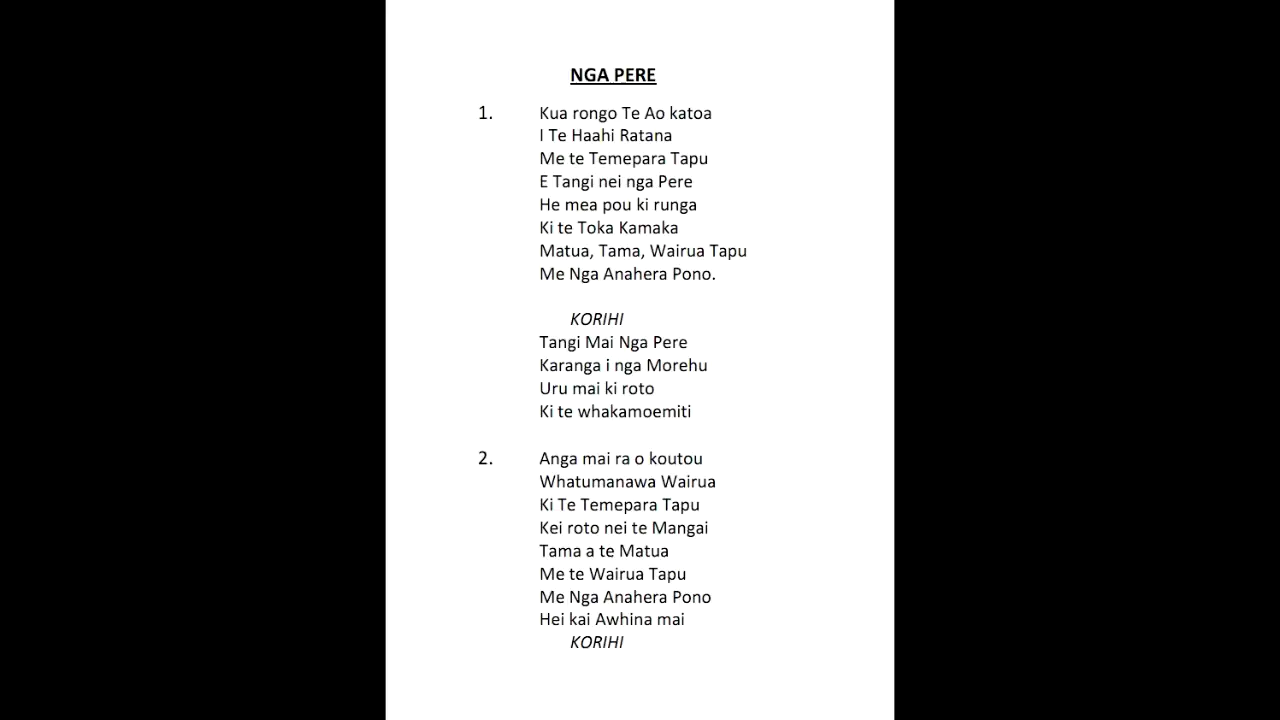 NGA PERE
1. Kua rongo Te Ao katoa
I Te Haahi Ratana
Me te Temepara Tapu
E Tangi nei nga Pere
He mea pou ki runga
Ki te Toka Kamaka
Matua, Tama, Wairua Tapu
Me Nga Anahera Pono.
KORIHI
Tangi Mai Nga Pere
Karanga i nga Morehu
Uru mai ki roto
Ki te whakamoemiti
2. Anga mai ra o koutou
Whatumanawa Wairua
Ki Te Temepara Tapu
Kei roto nei te Mangai
Tama a te Matua
Me te Wairua Tapu
Me Nga Anahera Pono
Hei kai Awhina mai
KORIHI